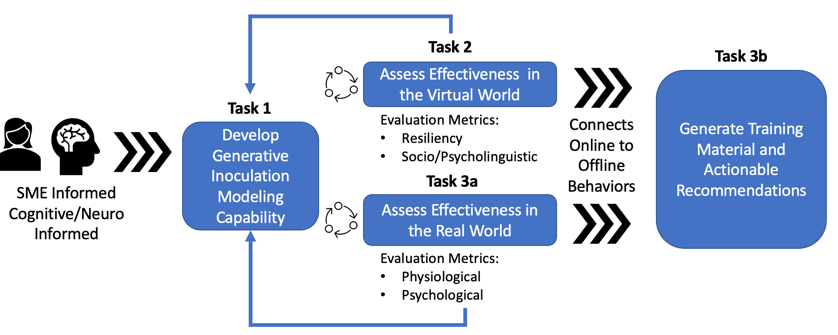 SME Informed
Cognitive/Neuro
Informed
Task 1
Develop
Generative
Inoculation
Modeling
Capability
Task 2
Assess Effectiveness in
the Virtual World
Evaluation Metrics:
• Resiliency
• Socio/Psycholinguistic
Task 3a
Assess Effectiveness in
the Real World
Evaluation Metrics:
• Physiological
• Psychological
Connects
Online to
Offline
Behaviors
Task 3b
Generate Training
Material and
Actionable
Recommendations